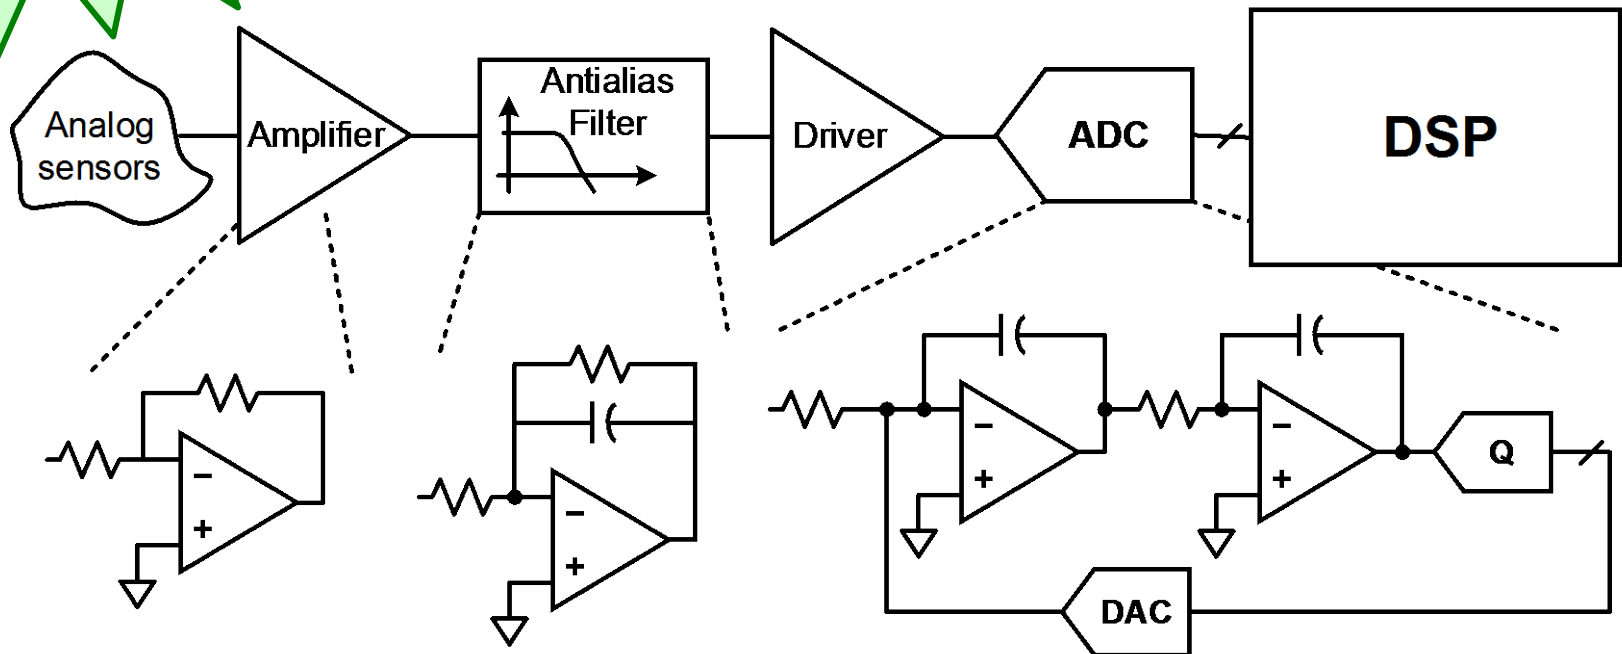 Analog
sensors
Amplifier
Antialias
Filter
Driver
ADC
DSP
−
+
−
+
−
+
−
+
Q
DAC